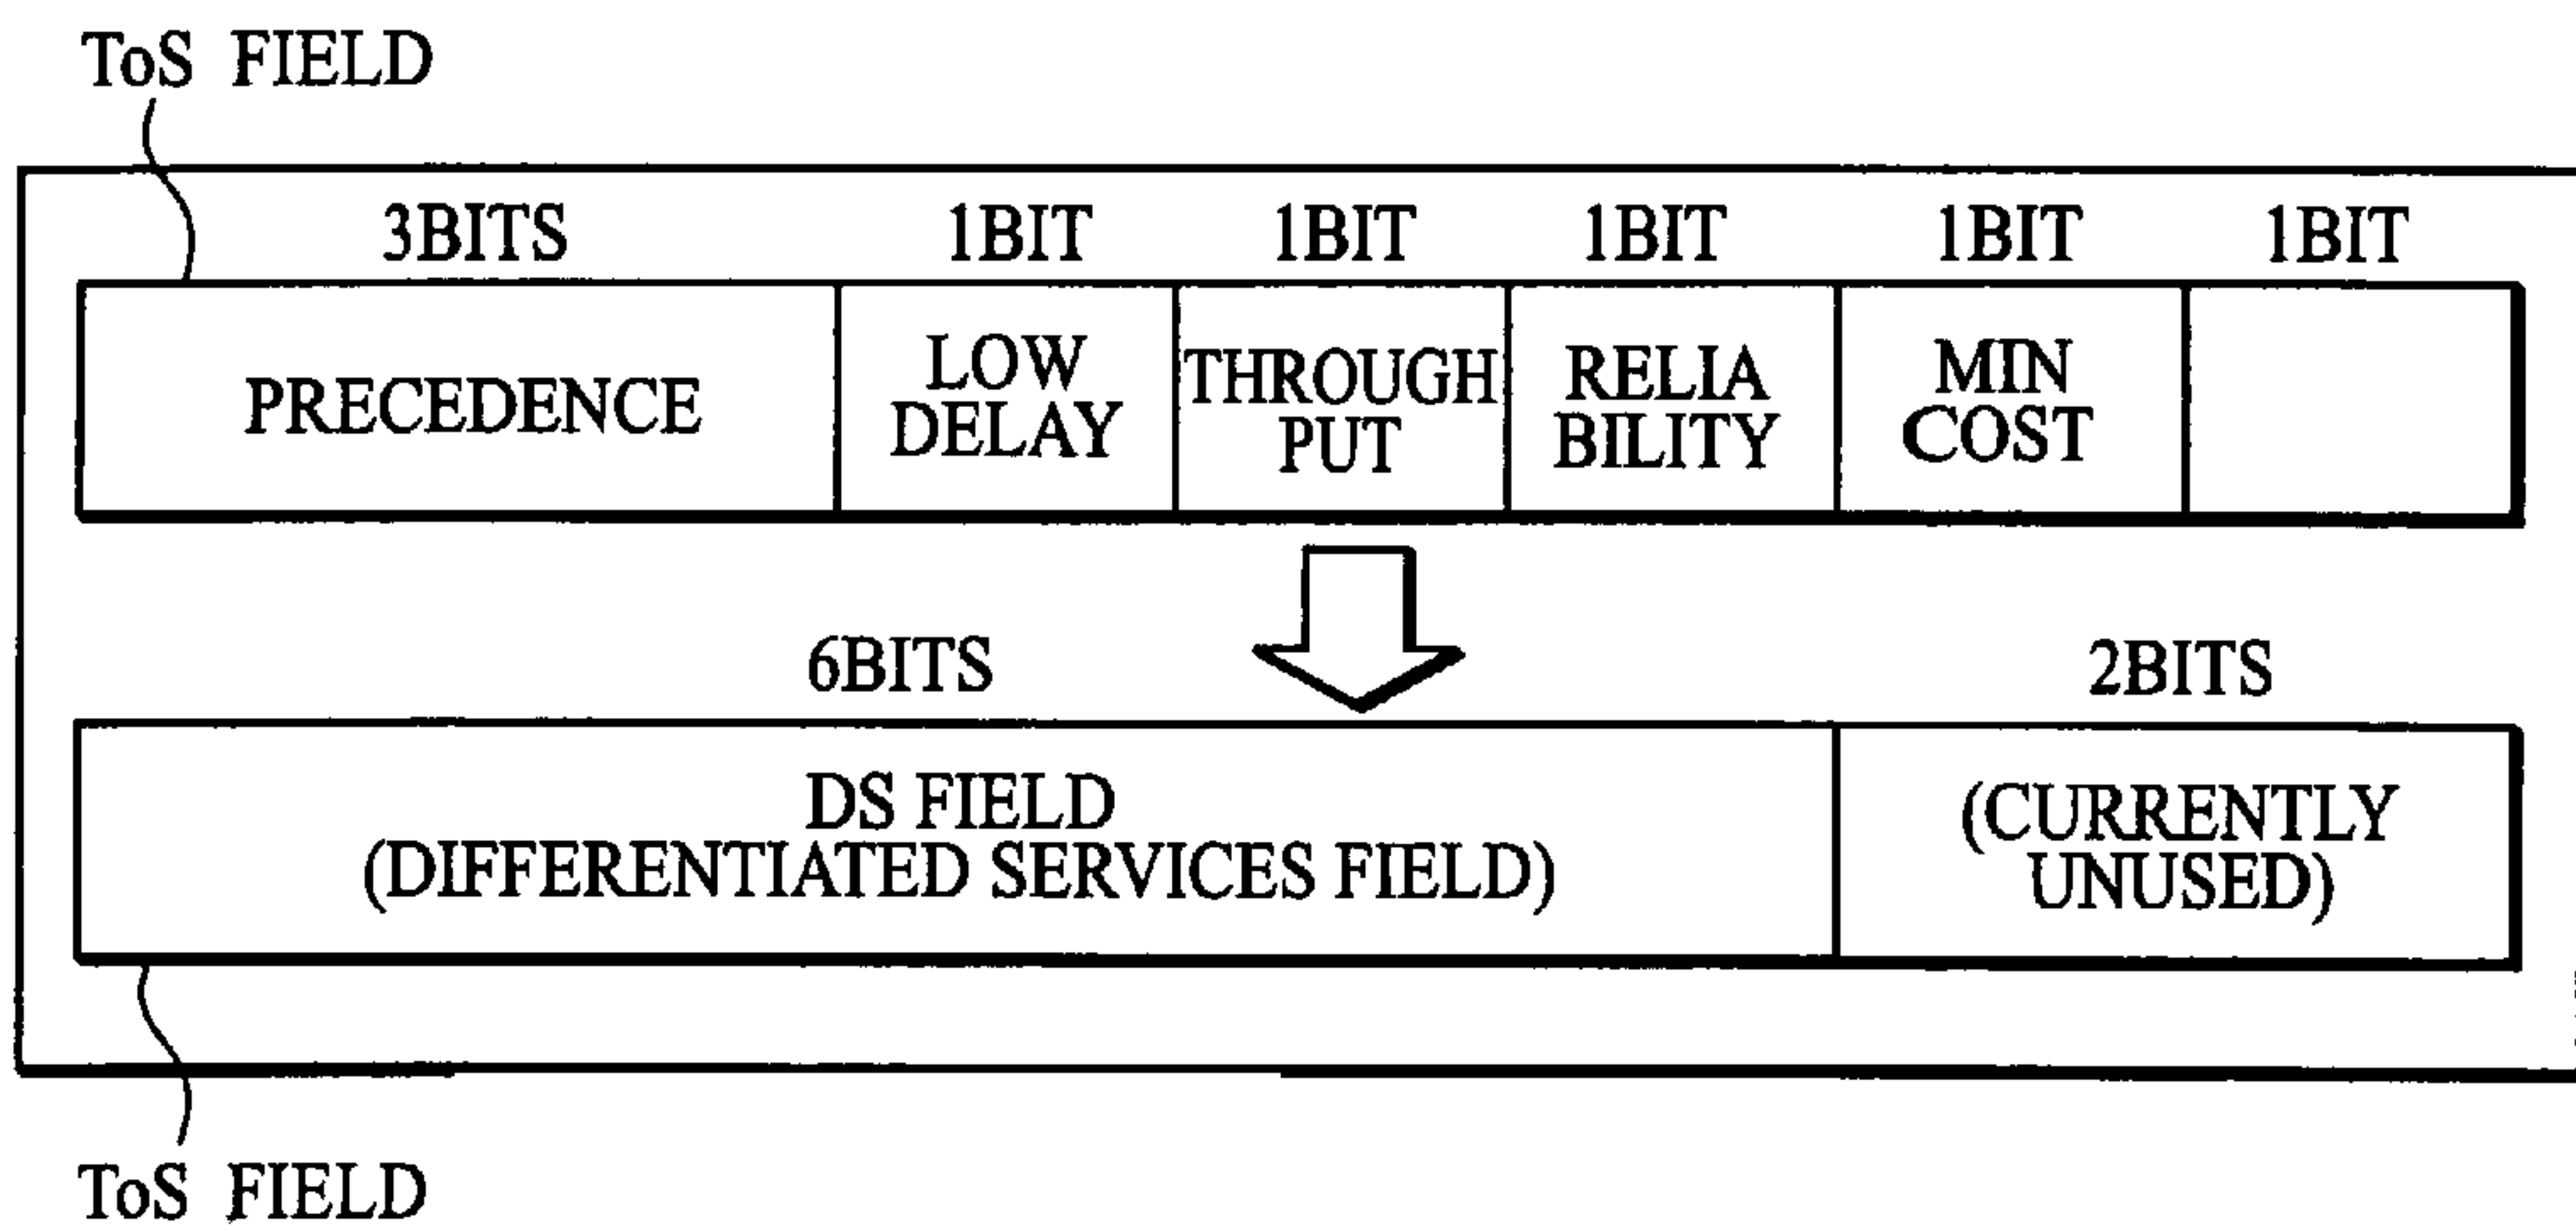 ToS FIELD
3BITS 1BIT 1BIT 1BIT 1BIT 1BIT
PRECEDENCE
LOW
DELAY
THROUGH
PUT
RELIA
BILITY
MIN
COST
6BITS 2BITS
DS FIELD
(DIFFERENTIATED SERVICES FIELD)
(CURRENTLY
UNUSED)
ToS FIELD